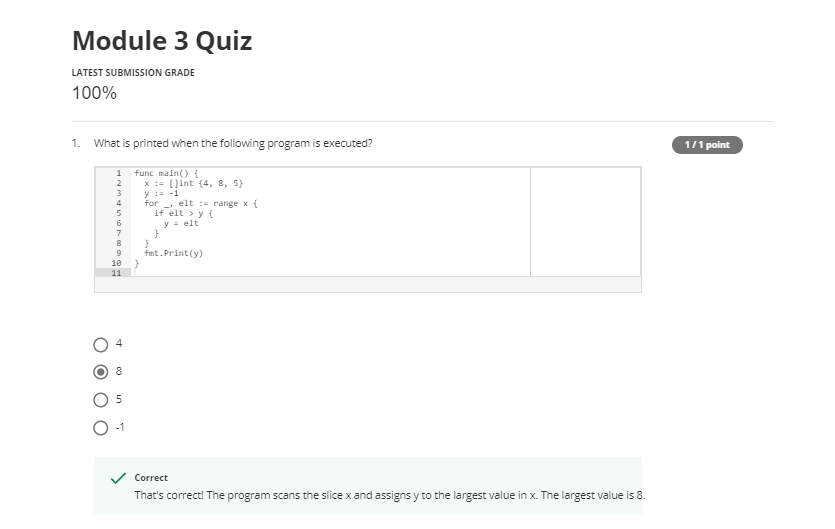 Module 3 Quiz
LATEST SUBMISSION GRADE
100%
1. What is printed when the following program is executed?
1 / 1 point
1 func main() {
2 x := []int {4, 8, 5}
3 y := -1
4 for _, elt := range x {
5 if elt > y {
6 y = elt
7 }
8 }
9 fmt.Print(y)
10 }
11
4
8
5
-1
Correct
That's correct! The program scans the slice x and assigns y to the largest value in x. The largest value is 8.